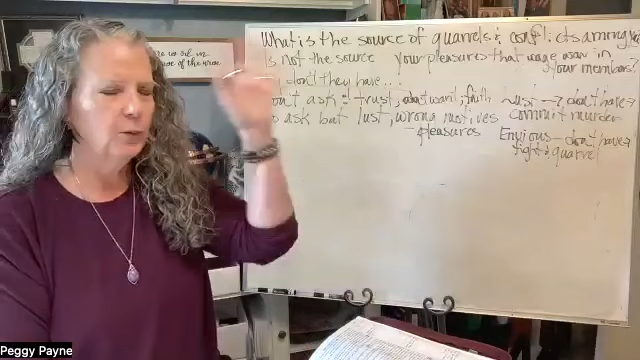 What is the source of quarrels & conflicts among you?
Is not the source your pleasures that wage war in
your members?
don't they have...
ask = trust, want, faith lust → don't have →
ask but lust, wrong motives commit murder
pleasures Envious don't have →
fight & quarrel
Peggy Payne